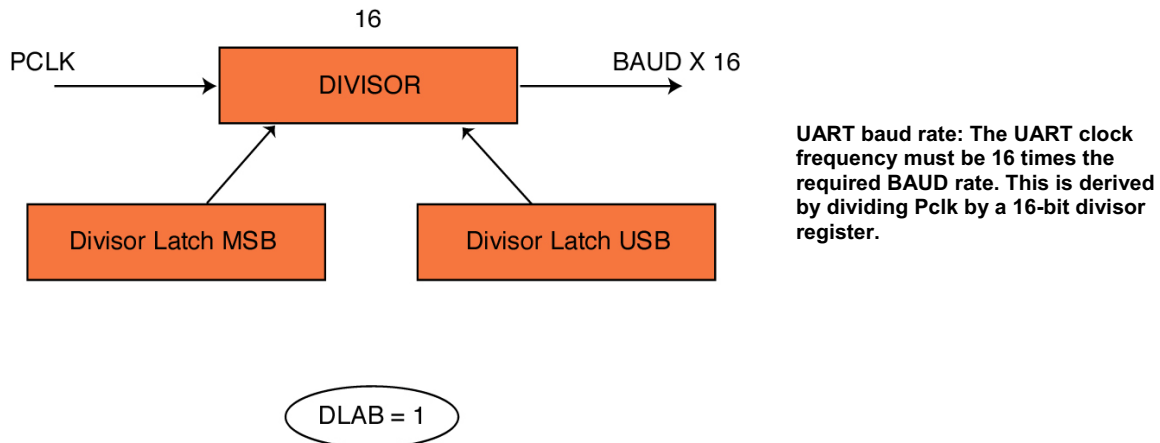 16
PCLK
DIVISOR
BAUD X 16
Divisor Latch MSB
Divisor Latch USB
DLAB = 1
UART baud rate: The UART clock
frequency must be 16 times the
required BAUD rate. This is derived
by dividing Pclk by a 16-bit divisor
register.